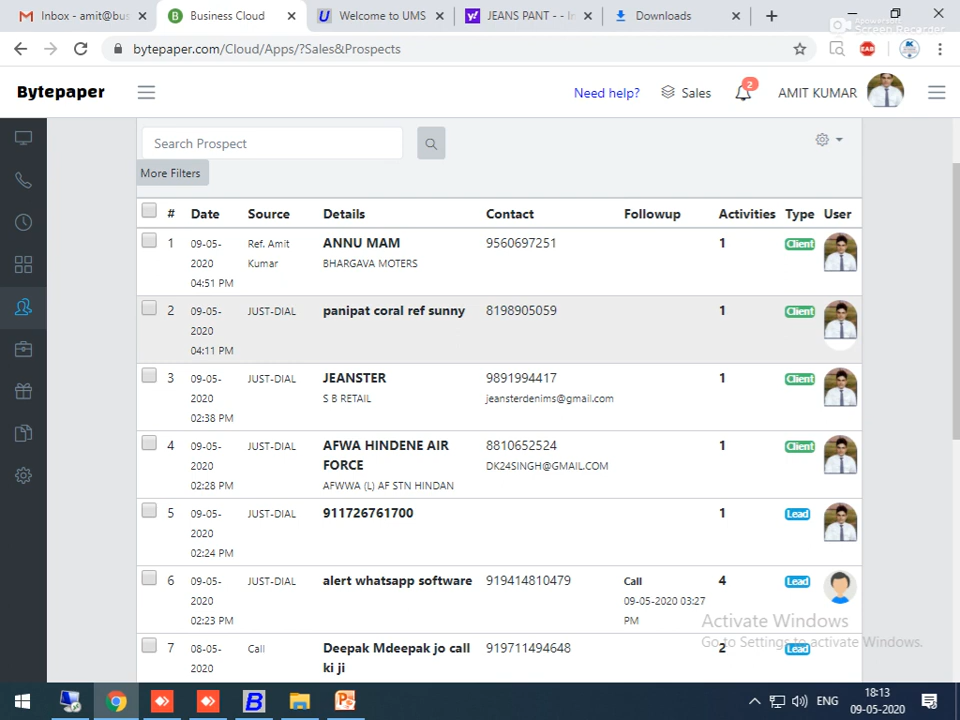 Inbox - amit@bus
Business Cloud
Welcome to UMS
JEANS PANT - - In
Downloads
Screen Recorder
bytepaper.com/Cloud/Apps/?Sales&Prospects
EAB
Bytepaper
Need help?
Sales
2
AMIT KUMAR
Search Prospect
More Filters
# Date Source Details Contact Followup Activities Type User
1 09-05-2020 04:51 PM Ref. Amit Kumar ANNU MAM BHARGAVA MOTERS 9560697251 1 Client
2 09-05-2020 04:11 PM JUST-DIAL panipat coral ref sunny 8198905059 1 Client
3 09-05-2020 02:38 PM JUST-DIAL JEANSTER S B RETAIL 9891994417 jeansterdenims@gmail.com 1 Client
4 09-05-2020 02:28 PM JUST-DIAL AFWA HINDENE AIR FORCE AFWWA (L) AF STN HINDAN 8810652524 DK24SINGH@GMAIL.COM 1 Client
5 09-05-2020 02:24 PM JUST-DIAL 911726761700 1 Lead
6 09-05-2020 02:23 PM JUST-DIAL alert whatsapp software 919414810479 Call 09-05-2020 03:27 PM 4 Lead
7 08-05-2020 Call Deepak Mdeepak jo call ki ji 919711494648 2 Lead
Activate Windows
Go to Settings to activate Windows.
ENG
18:13
09-05-2020